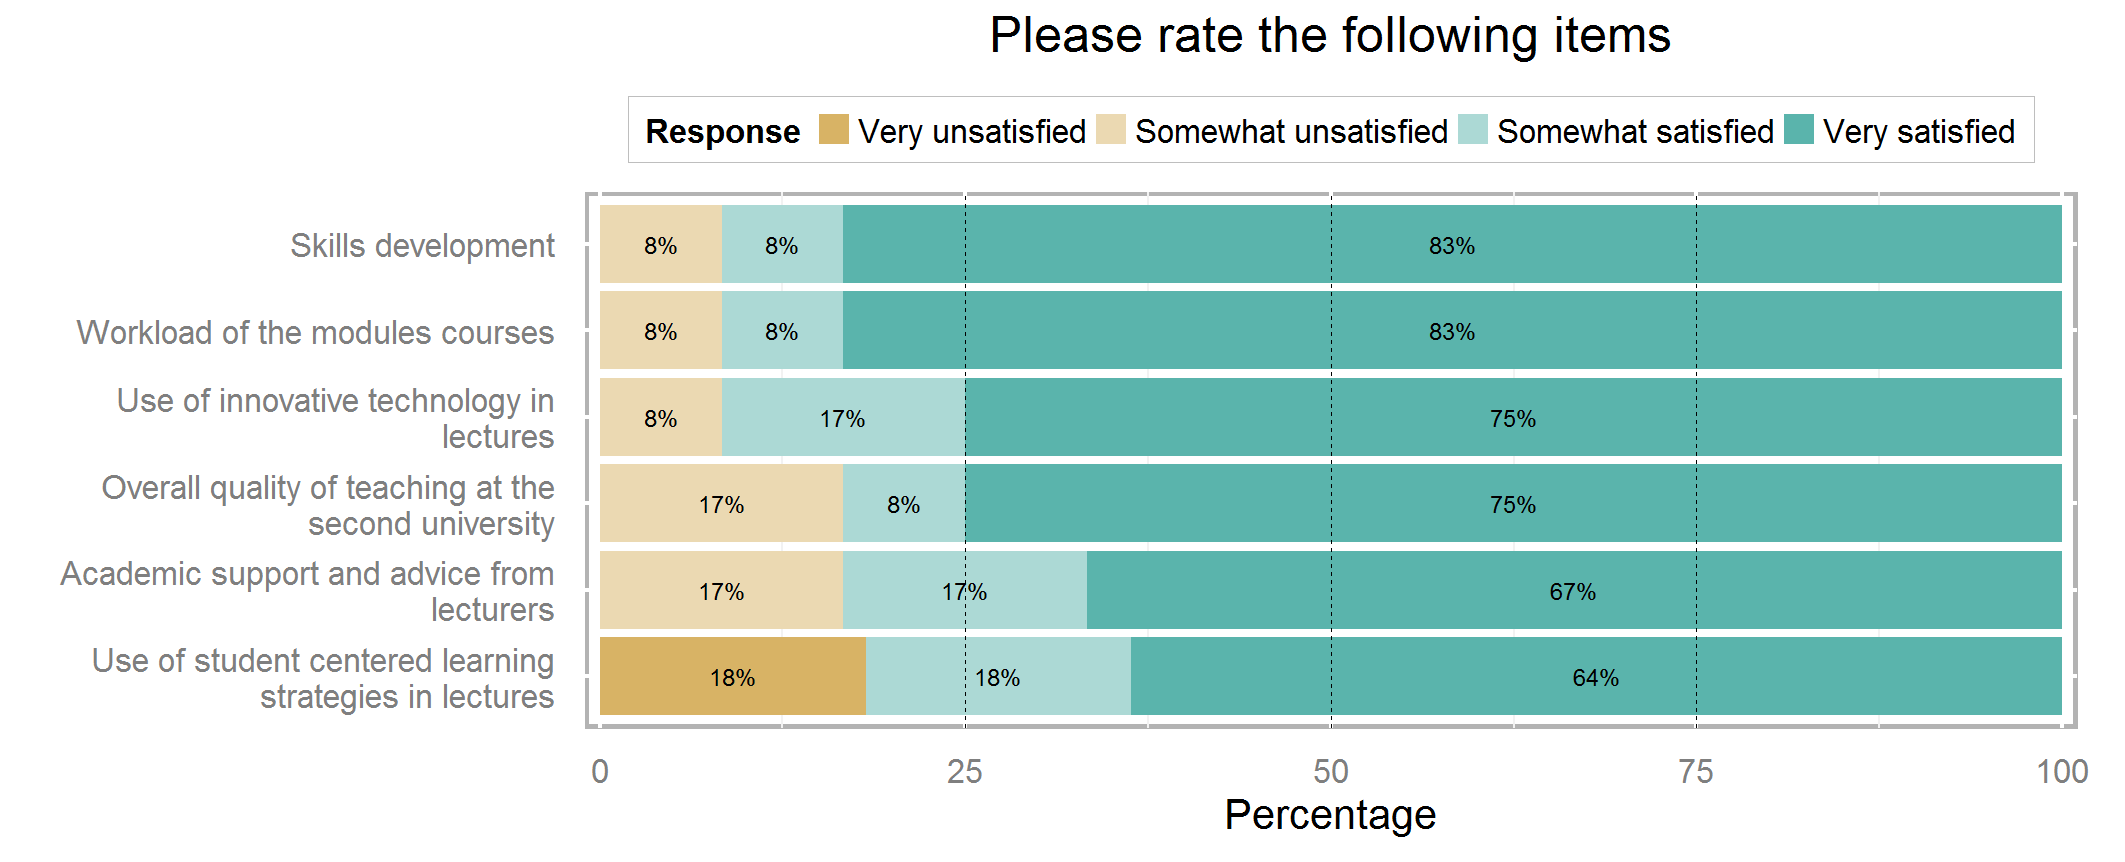 Please rate the following items
Response Very unsatisfied Somewhat unsatisfied Somewhat satisfied Very satisfied
Skills development 8% 8% 83%
Workload of the modules courses 8% 8% 83%
Use of innovative technology in
lectures
8% 17% 75%
Overall quality of teaching at the
second university
17% 8% 75%
Academic support and advice from
lecturers
17% 17% 67%
Use of student centered learning
strategies in lectures
18% 18% 64%
0 25 50 75 100
Percentage